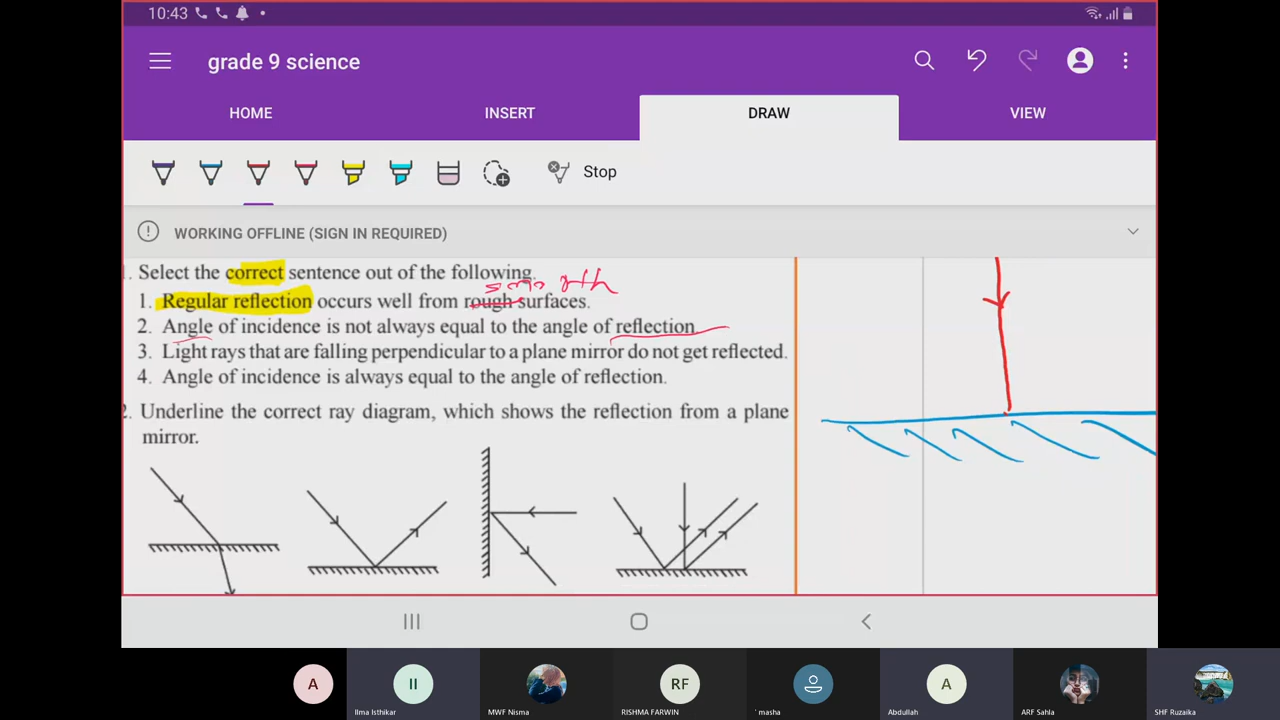 10:43
grade 9 science
HOME INSERT DRAW VIEW
Stop
WORKING OFFLINE (SIGN IN REQUIRED)
1. Select the correct sentence out of the following.
smooth
1. Regular reflection occurs well from rough surfaces.
2. Angle of incidence is not always equal to the angle of reflection
3. Light rays that are falling perpendicular to a plane mirror do not get reflected.
4. Angle of incidence is always equal to the angle of reflection.
2. Underline the correct ray diagram, which shows the reflection from a plane
mirror.
A II RF A
Ilma Isthikar MWF Nisma RISHMA FARWIN ' masha Abdullah ARF Sahla SHF Ruzaika